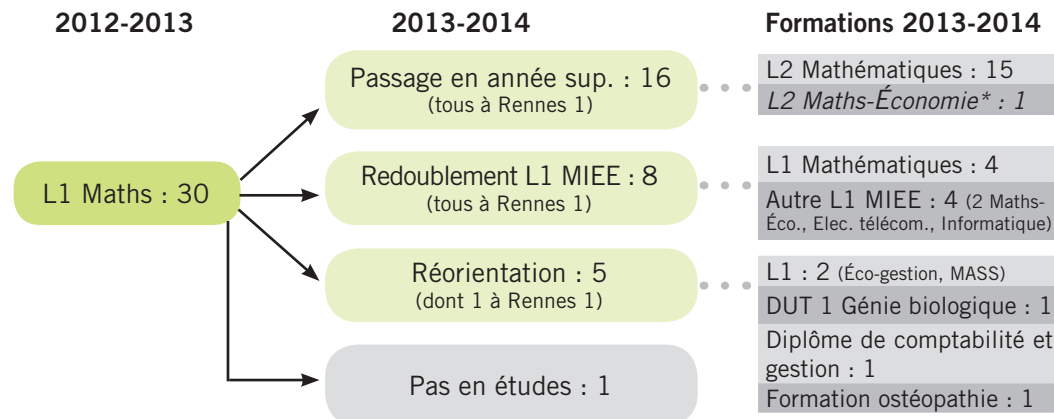 2012-2013
2013-2014
Formations 2013-2014
L1 Maths : 30
Passage en année sup. : 16
(tous à Rennes 1)
L2 Mathématiques : 15
L2 Maths-Économie* : 1
Redoublement L1 MIEE : 8
(tous à Rennes 1)
L1 Mathématiques : 4
Autre L1 MIEE : 4 (2 Maths-
Éco., Elec. télécom., Informatique)
Réorientation : 5
(dont 1 à Rennes 1)
L1 : 2 (Éco-gestion, MASS)
DUT 1 Génie biologique : 1
Diplôme de comptabilité et
gestion : 1
Formation ostéopathie : 1
Pas en études : 1